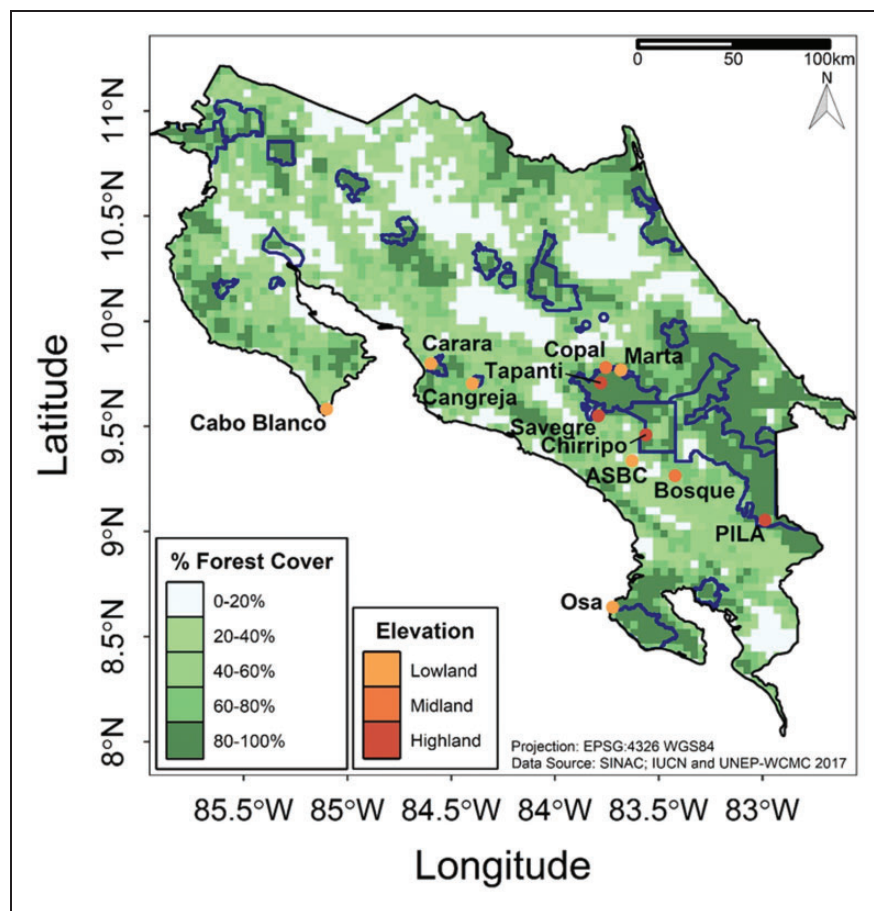 0 50 100km
N
11°N
10.5°N
10°N
9.5°N
9°N
8.5°N
8°N
Latitude
Carara
Copal
Marta
Tapanti
Cangreja
Cabo Blanco
Savegre
Chirripo
ASBC
Bosque
PILA
Osa
% Forest Cover
0-20%
20-40%
40-60%
60-80%
80-100%
Elevation
Lowland
Midland
Highland
Projection: EPSG:4326 WGS84
Data Source: SINAC; IUCN and UNEP-WCMC 2017
85.5°W 85°W 84.5°W 84°W 83.5°W 83°W
Longitude